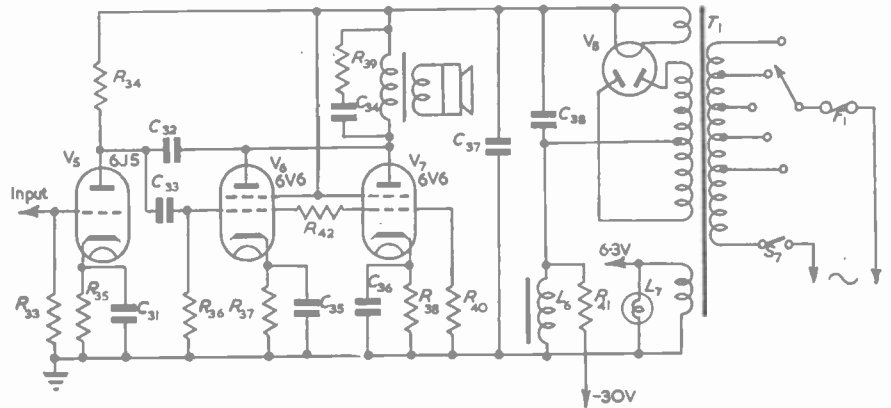 T1
V8
R39
R34
C34
C38
F1
C32
C37
V5
6J5
V6
6V6
V7
6V6
Input
C33
R42
S7
6·3V
L7
R33
R35
C31
R36
R37
C35
C36
R38
R40
L6
R41
-30V